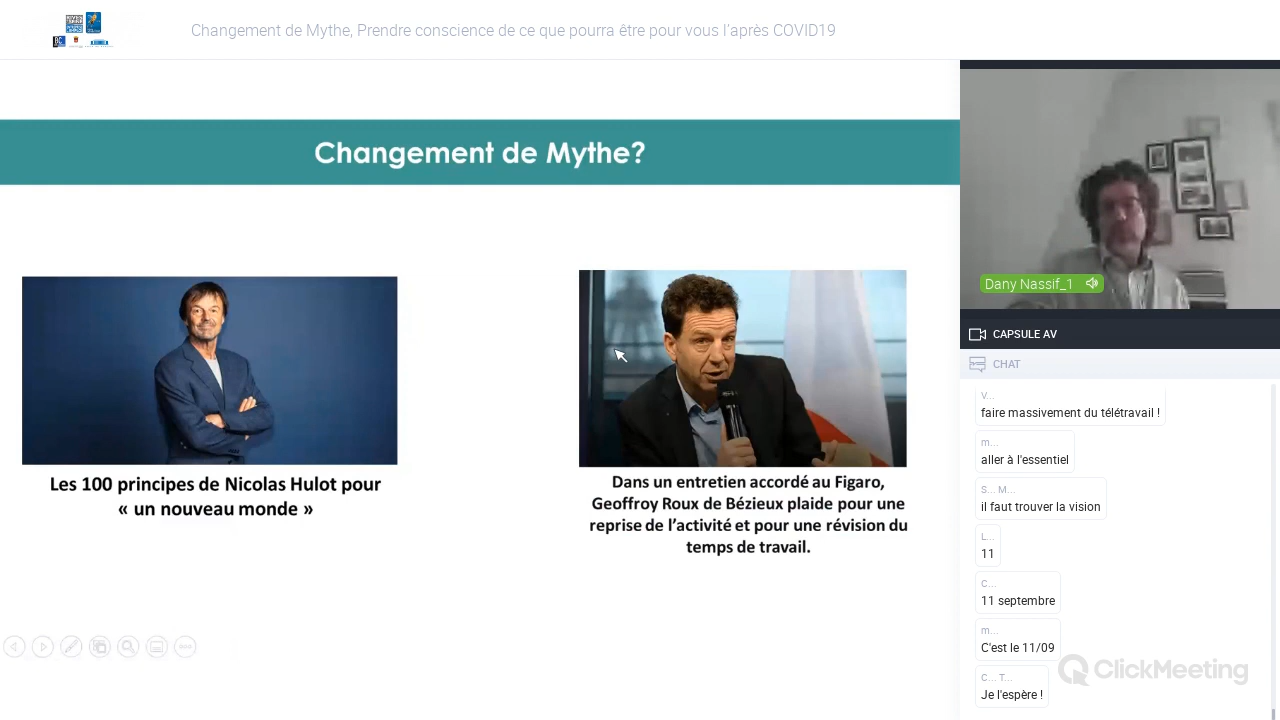 Changement de Mythe, Prendre conscience de ce que pourra être pour vous l'après COVID19
Changement de Mythe?
Les 100 principes de Nicolas Hulot pour
« un nouveau monde »
Dans un entretien accordé au Figaro,
Geoffroy Roux de Bézieux plaide pour une
reprise de l'activité et pour une révision du
temps de travail.
Dany Nassif_1
CAPSULE AV
CHAT
V...
faire massivement du télétravail !
m...
aller à l'essentiel
S... M...
il faut trouver la vision
L...
11
C...
11 septembre
m...
C'est le 11/09
C... T...
Je l'espère !
ClickMeeting